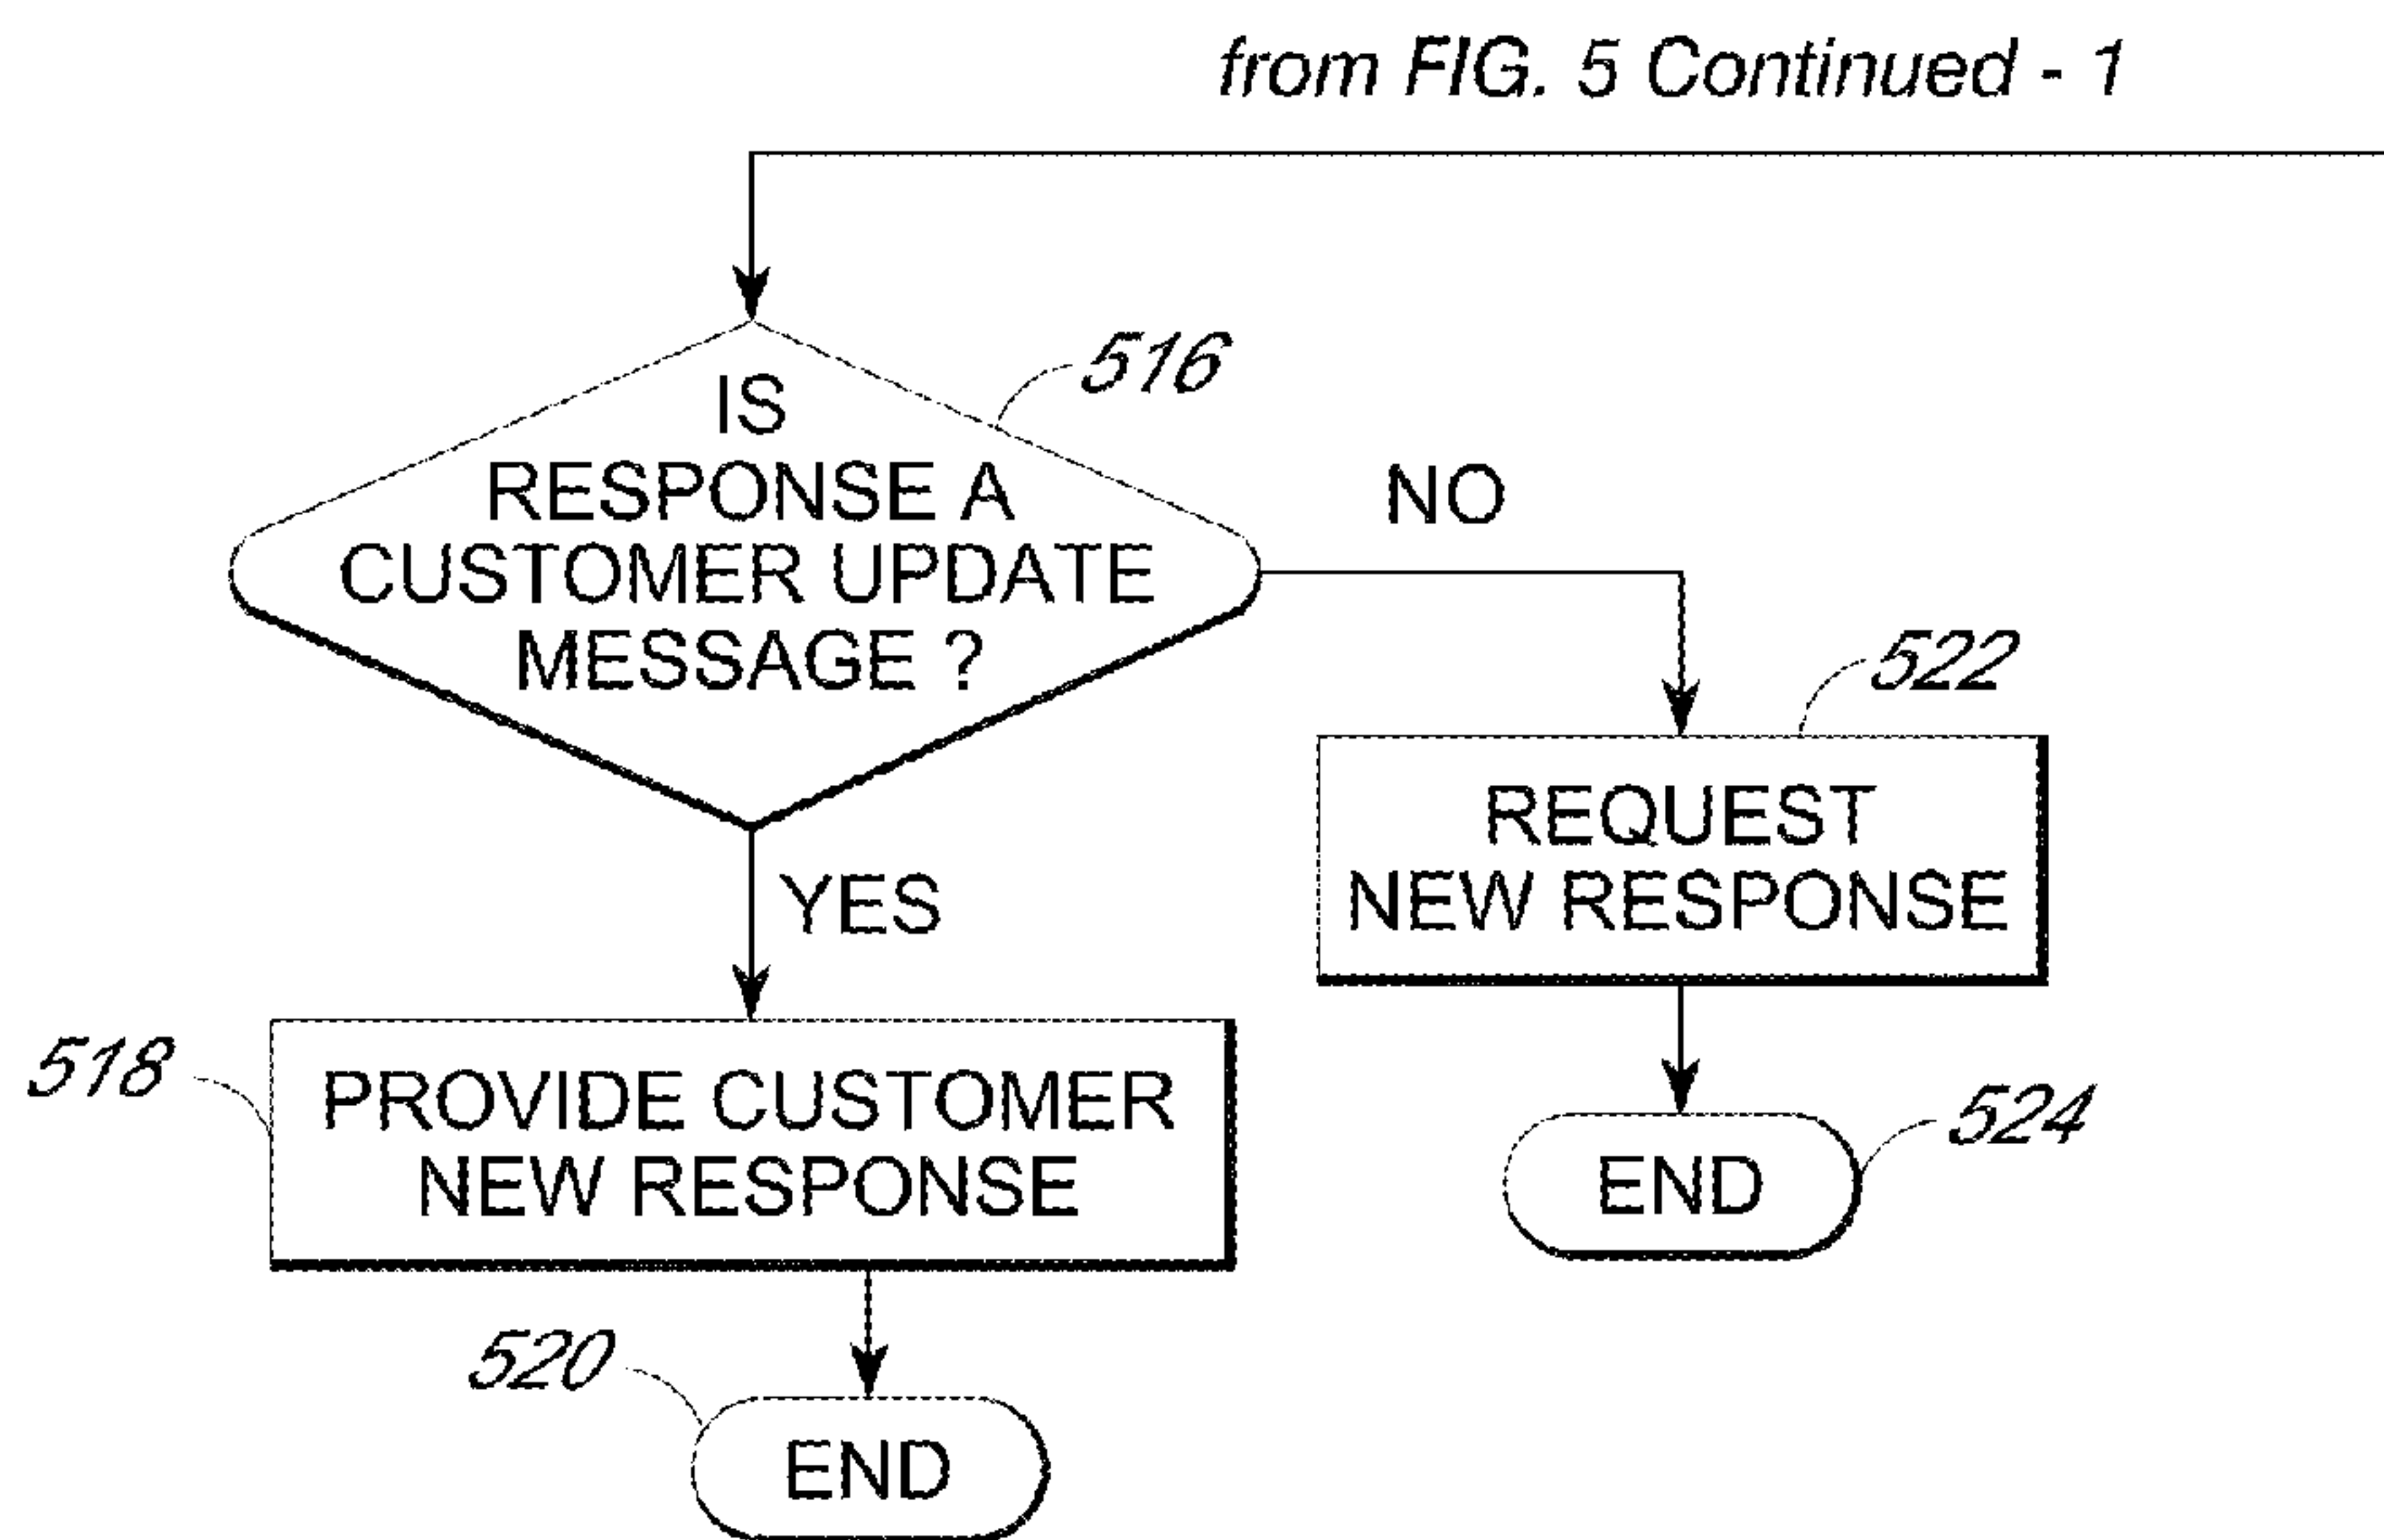 from FIG. 5 Continued - 1
516
IS
RESPONSE A
CUSTOMER UPDATE
MESSAGE ?
NO
YES
522
REQUEST
NEW RESPONSE
518
PROVIDE CUSTOMER
NEW RESPONSE
524
END
520
END